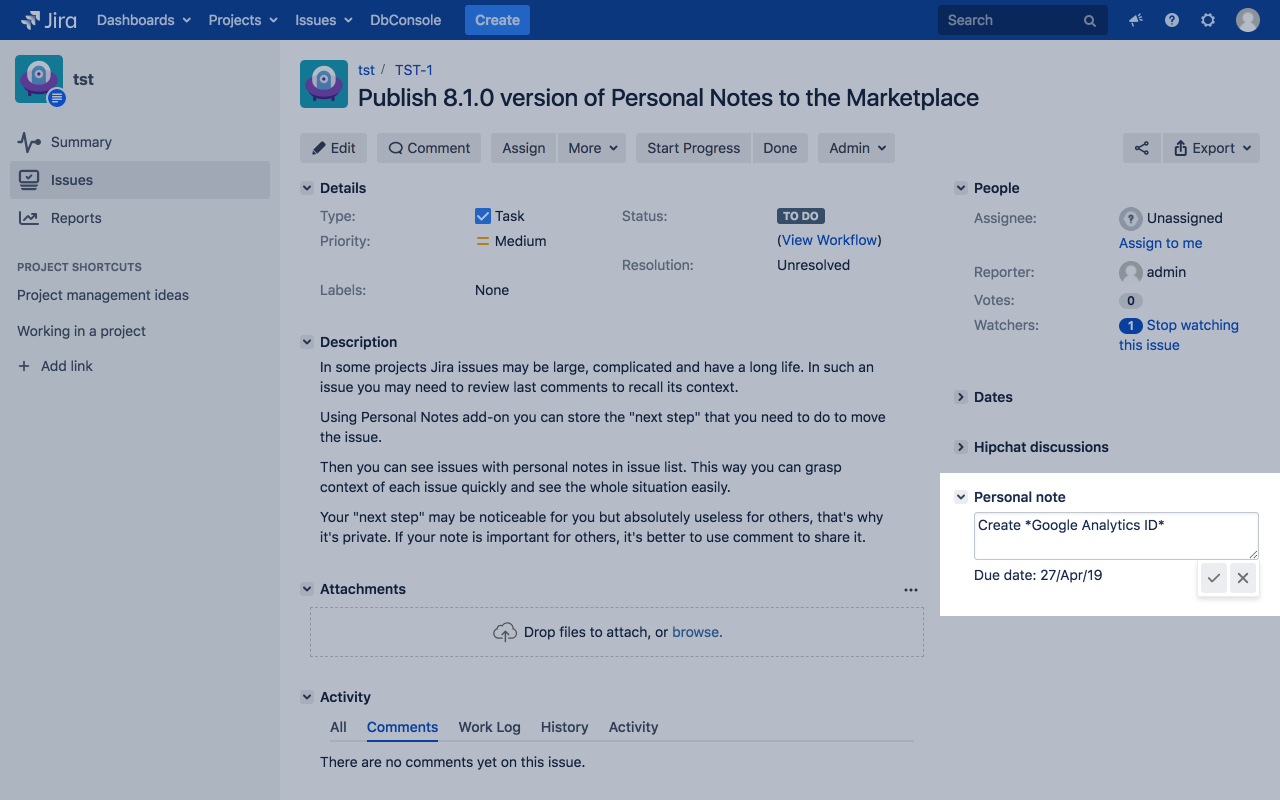 Jira Dashboards Projects Issues DbConsole Create Search
tst
Summary
Issues
Reports
PROJECT SHORTCUTS
Project management ideas
Working in a project
+ Add link
tst / TST-1
Publish 8.1.0 version of Personal Notes to the Marketplace
Edit Comment Assign More Start Progress Done Admin Export
Details
Type: Task
Status: TO DO
Priority: Medium
(View Workflow)
Resolution: Unresolved
Labels: None
Description
In some projects Jira issues may be large, complicated and have a long life. In such an
issue you may need to review last comments to recall its context.
Using Personal Notes add-on you can store the "next step" that you need to do to move
the issue.
Then you can see issues with personal notes in issue list. This way you can grasp
context of each issue quickly and see the whole situation easily.
Your "next step" may be noticeable for you but absolutely useless for others, that's why
it's private. If your note is important for others, it's better to use comment to share it.
Attachments
Drop files to attach, or browse.
Activity
All Comments Work Log History Activity
There are no comments yet on this issue.
People
Assignee: Unassigned
Assign to me
Reporter: admin
Votes: 0
Watchers: 1 Stop watching
this issue
Dates
Hipchat discussions
Personal note
Create *Google Analytics ID*
Due date: 27/Apr/19